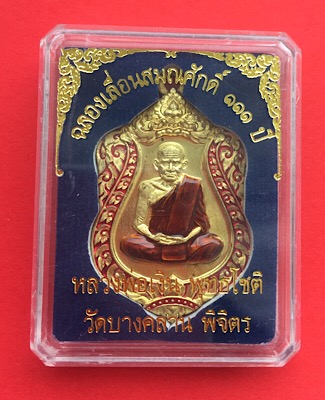 ฉลองเลื่อนสมณศักดิ์ ๑๑๑ ปี
หลวงพ่อเงิน พุทธโชติ
วัดบางคลาน พิจิตร